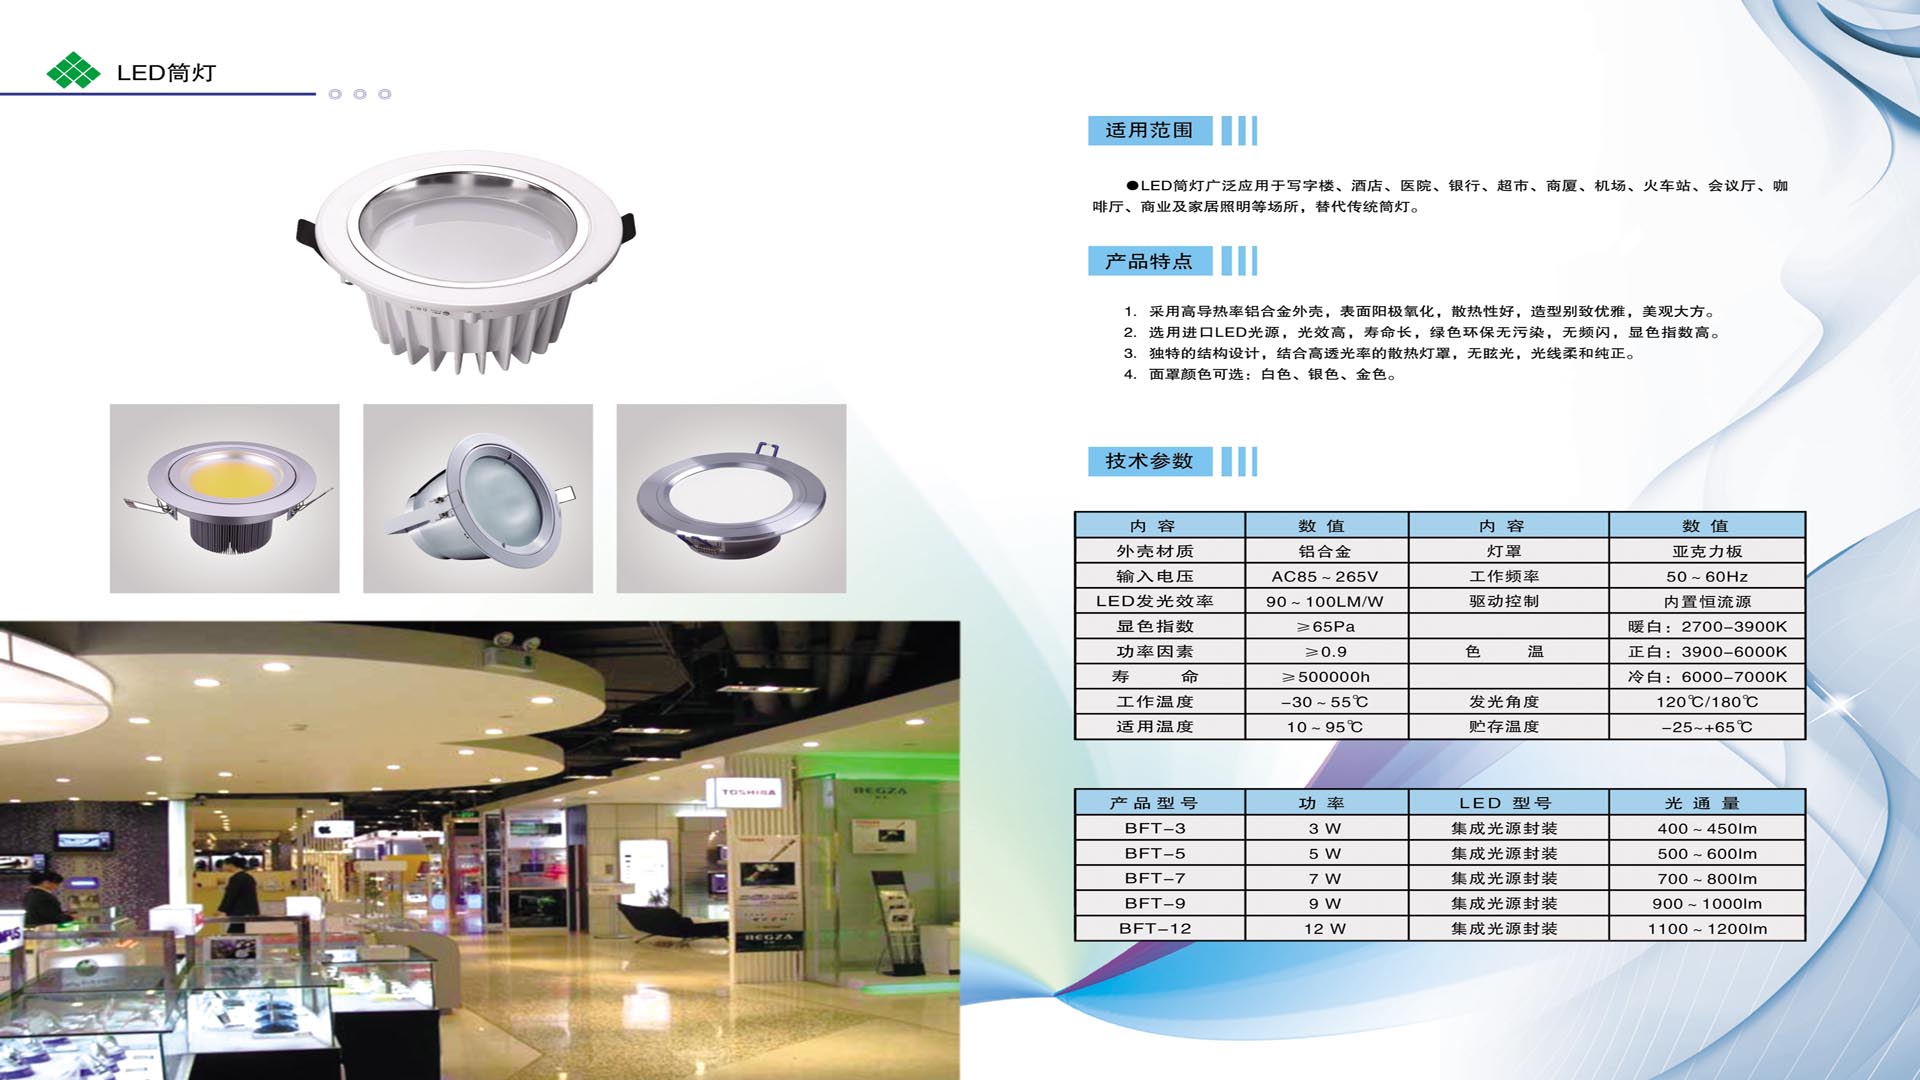 LED筒灯
适用范围
●LED筒灯广泛应用于写字楼、酒店、医院、银行、超市、商厦、机场、火车站、会议厅、咖
啡厅、商业及家居照明等场所，替代传统筒灯。
产品特点
1. 采用高导热率铝合金外壳，表面阳极氧化，散热性好，造型别致优雅，美观大方。
2. 选用进口LED光源，光效高，寿命长，绿色环保无污染，无频闪，显色指数高。
3. 独特的结构设计，结合高透光率的散热灯罩，无眩光，光线柔和纯正。
4. 面罩颜色可选：白色、银色、金色。
技术参数
内 容 数 值 内 容 数 值
外壳材质 铝合金 灯罩 亚克力板
输入电压 AC85～265V 工作频率 50～60Hz
LED发光效率 90～100LM/W 驱动控制 内置恒流源
显色指数 ≥65Pa 暖白：2700-3900K
功率因素 ≥0.9 色 温 正白：3900-6000K
寿 命 ≥500000h 冷白：6000-7000K
工作温度 -30～55℃ 发光角度 120℃/180℃
适用温度 10～95℃ 贮存温度 -25~+65℃
产品型号 功 率 LED 型号 光 通 量
BFT-3 3 W 集成光源封装 400～450lm
BFT-5 5 W 集成光源封装 500～600lm
BFT-7 7 W 集成光源封装 700～800lm
BFT-9 9 W 集成光源封装 900～1000lm
BFT-12 12 W 集成光源封装 1100～1200lm
TOSHIBA
REGZA
REGZA